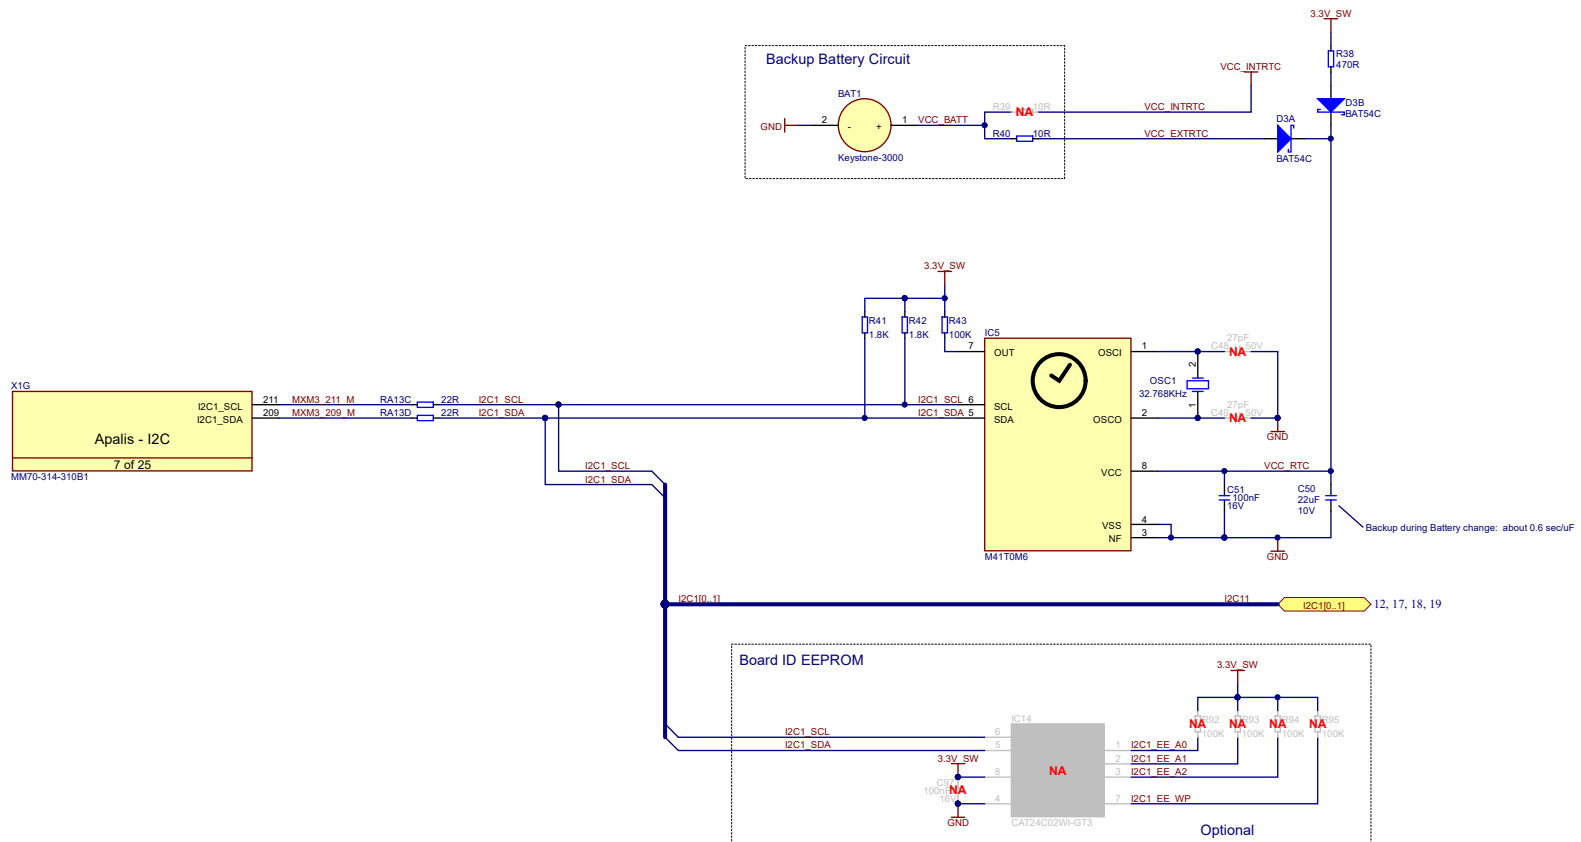 3.3V_SW
R38
470R
Backup Battery Circuit
VCC_INTRTC
BAT1
D3B
BAT54C
R39
NA
10R
VCC_INTRTC
GND
2
-
+
1
VCC_BATT
D3A
R40
10R
VCC_EXTRTC
Keystone-3000
BAT54C
3.3V_SW
R41
1.8K
R42
1.8K
R43
100K
IC5
7
OUT
OSCI
1
27pF
C48
NA
50V
2
OSC1
32.768KHz
1
X1G
I2C1_SCL
211
MXM3_211_M
RA13C
22R
I2C1_SCL
I2C1_SCL
6
SCL
I2C1_SDA
209
MXM3_209_M
RA13D
22R
I2C1_SDA
I2C1_SDA
5
SDA
OSCO
2
27pF
C49
NA
50V
GND
Apalis - I2C
7 of 25
MM70-314-310B1
I2C1_SCL
I2C1_SDA
VCC
8
VCC_RTC
C51
100nF
16V
C50
22uF
10V
VSS
4
NF
3
Backup during Battery change:  about 0.6 sec/uF
M41T0M6
GND
I2C1[0..1]
I2C11
I2C1[0..1]
12, 17, 18, 19
Board ID EEPROM
3.3V_SW
IC14
NA
R92
100K
NA
R93
100K
NA
R94
100K
NA
R95
100K
I2C1_SCL
6
I2C1_SDA
5
1
I2C1_EE_A0
3.3V_SW
2
I2C1_EE_A1
8
NA
3
I2C1_EE_A2
NA
100nF
16V
4
7
I2C1_EE_WP
GND
CAT24C02WI-GT3
Optional